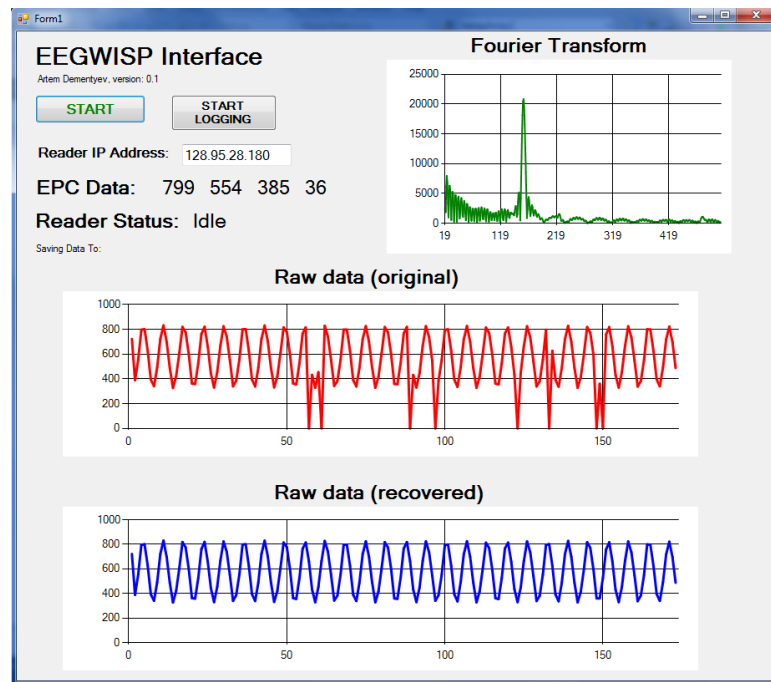 Form1
EEGWISP Interface
Artem Dementyev, version: 0.1
START
START
LOGGING
Reader IP Address: 128.95.28.180
EPC Data: 799 554 385 36
Reader Status: Idle
Saving Data To:
Fourier Transform
25000
20000
15000
10000
5000
0
19 119 219 319 419
Raw data (original)
1000
800
600
400
200
0
0 50 100 150
Raw data (recovered)
1000
800
600
400
200
0
0 50 100 150